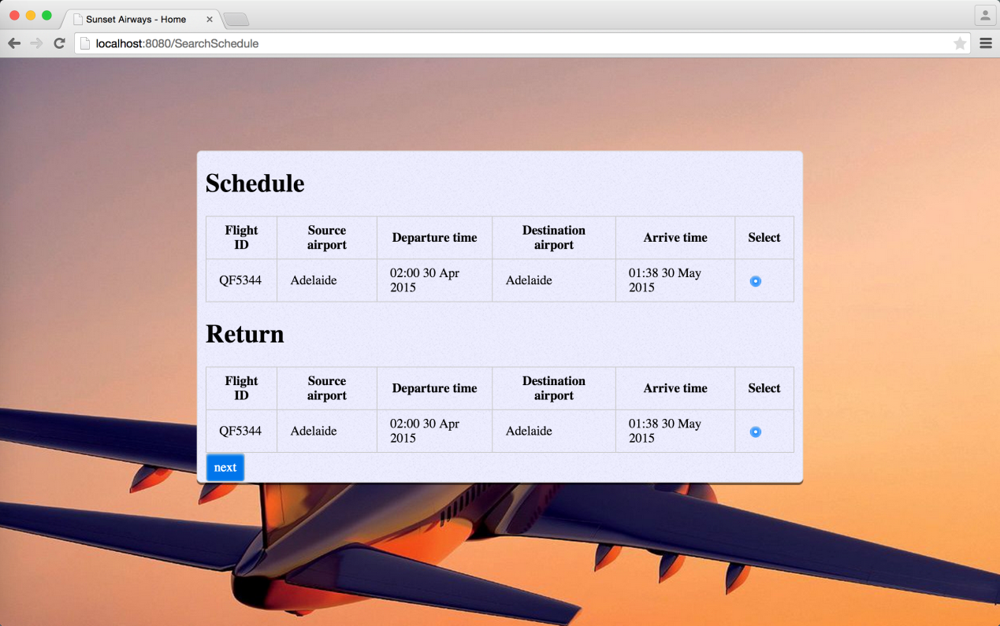 Sunset Airways - Home
localhost:8080/SearchSchedule
Schedule
Flight ID Source airport Departure time Destination airport Arrive time Select
QF5344 Adelaide 02:00 30 Apr 2015 Adelaide 01:38 30 May 2015
Return
Flight ID Source airport Departure time Destination airport Arrive time Select
QF5344 Adelaide 02:00 30 Apr 2015 Adelaide 01:38 30 May 2015
next